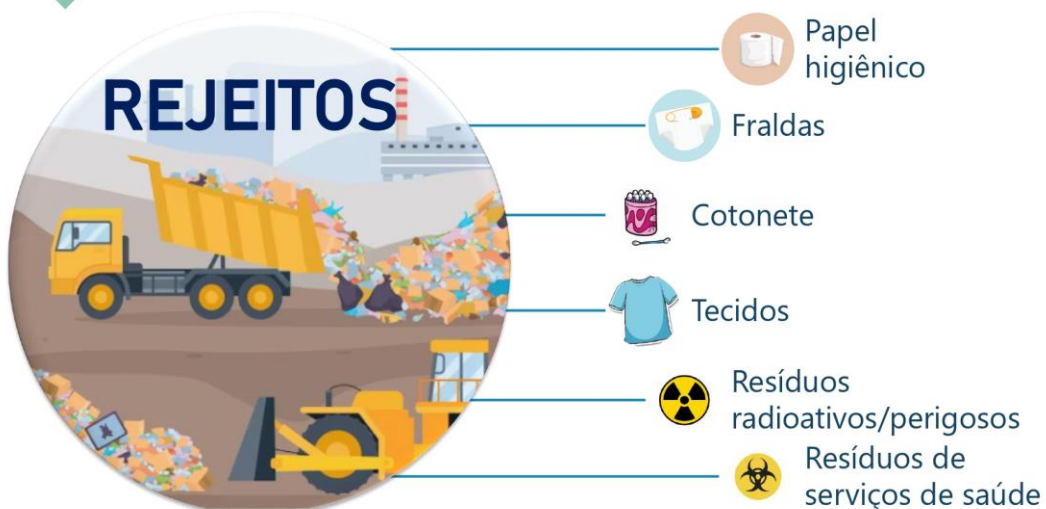 REJEITOS
Papel
higiênico
Fraldas
Cotonete
Tecidos
Resíduos
radioativos/perigosos
Resíduos de
serviços de saúde